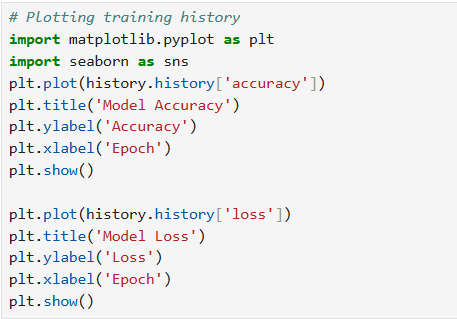 # Plotting training history
import matplotlib.pyplot as plt
import seaborn as sns
plt.plot(history.history['accuracy'])
plt.title('Model Accuracy')
plt.ylabel('Accuracy')
plt.xlabel('Epoch')
plt.show()
plt.plot(history.history['loss'])
plt.title('Model Loss')
plt.ylabel('Loss')
plt.xlabel('Epoch')
plt.show()